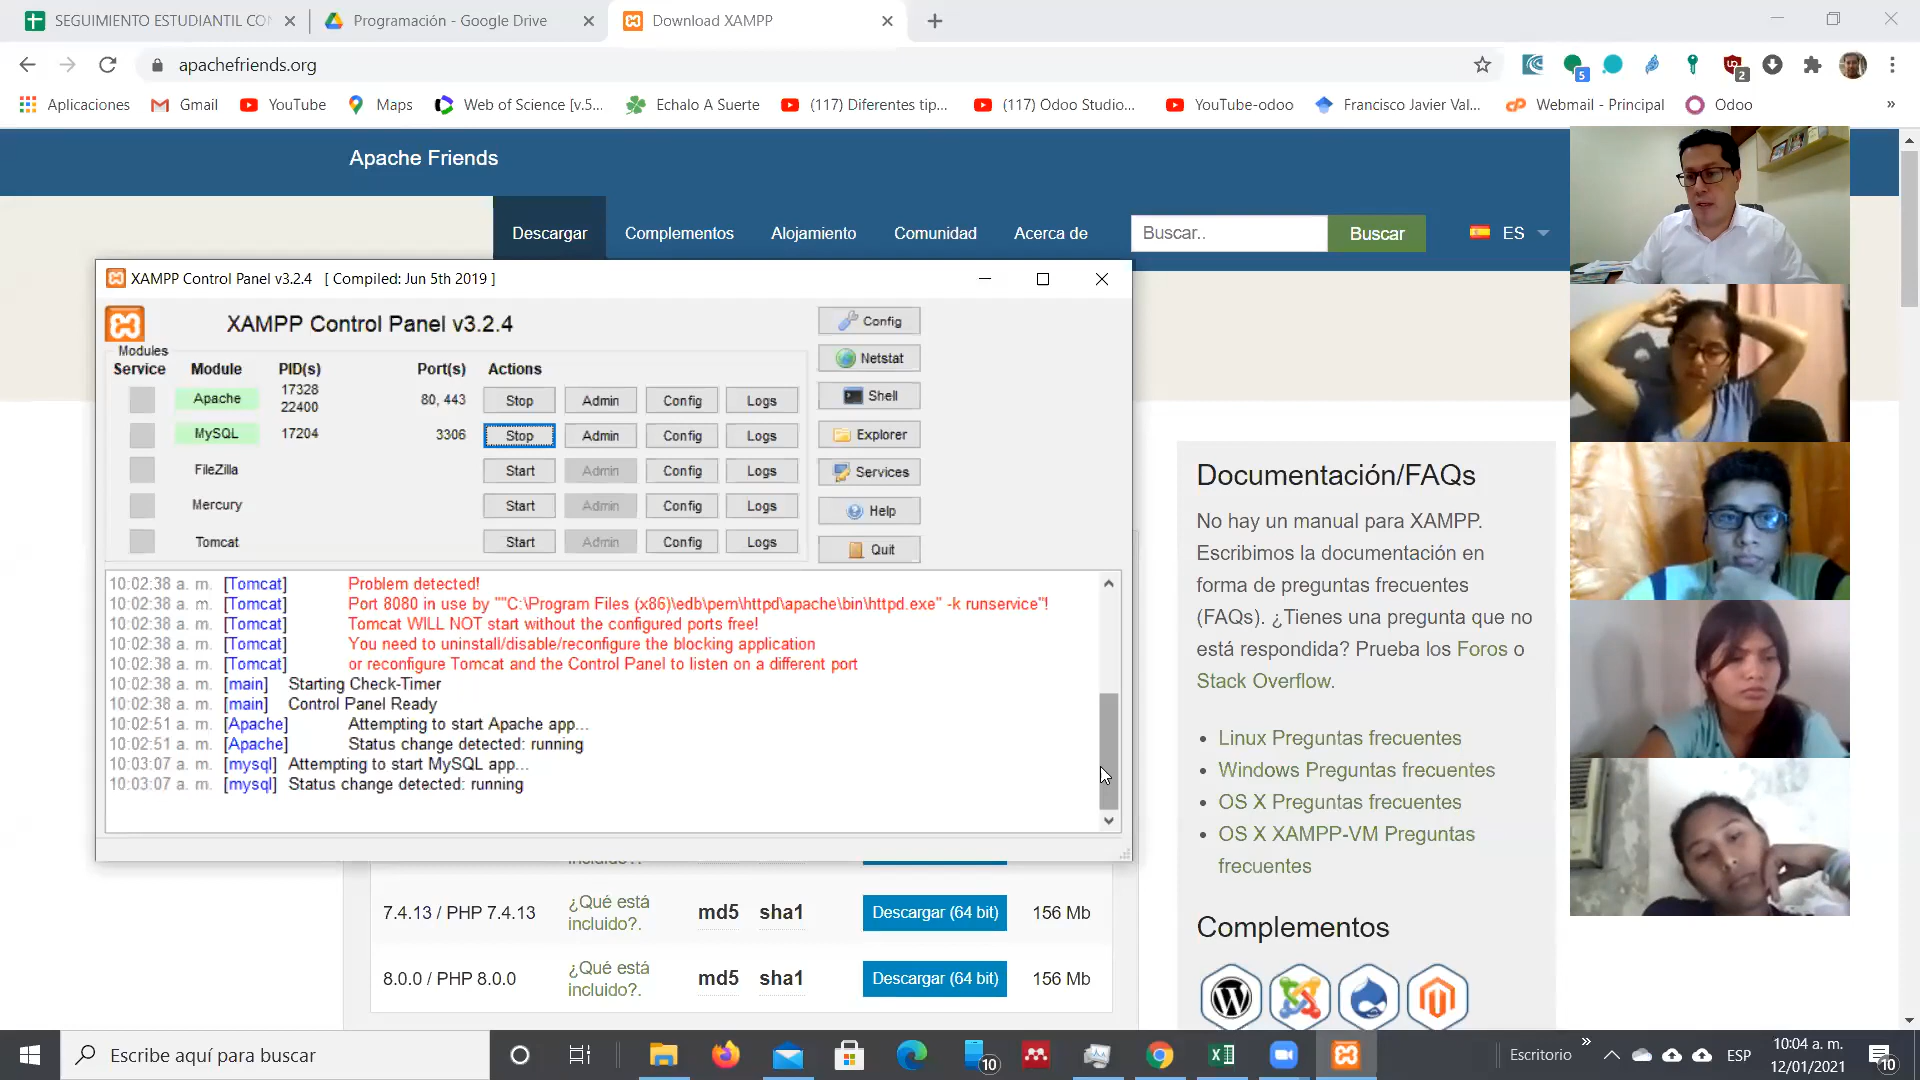 SEGUIMIENTO ESTUDIANTIL CON
Programación - Google Drive
Download XAMPP
apachefriends.org
5
2
Aplicaciones
Gmail
YouTube
Maps
Web of Science [v.5...
Echalo A Suerte
(117) Diferentes tip...
(117) Odoo Studio...
YouTube-odoo
Francisco Javier Val...
Webmail - Principal
Odoo
»
Apache Friends
Descargar
Complementos
Alojamiento
Comunidad
Acerca de
Buscar..
Buscar
ES
XAMPP Control Panel v3.2.4 [ Compiled: Jun 5th 2019 ]
XAMPP Control Panel v3.2.4
Modules
Service Module PID(s) Port(s) Actions
Apache 17328 22400 80, 443 Stop Admin Config Logs
MySQL 17204 3306 Stop Admin Config Logs
FileZilla Start Admin Config Logs
Mercury Start Admin Config Logs
Tomcat Start Admin Config Logs
Config
Netstat
Shell
Explorer
Services
Help
Quit
10:02:38 a. m. [Tomcat] Problem detected!
10:02:38 a. m. [Tomcat] Port 8080 in use by ""C:\Program Files (x86)\edb\pem\httpd\apache\bin\httpd.exe" -k runservice"!
10:02:38 a. m. [Tomcat] Tomcat WILL NOT start without the configured ports free!
10:02:38 a. m. [Tomcat] You need to uninstall/disable/reconfigure the blocking application
10:02:38 a. m. [Tomcat] or reconfigure Tomcat and the Control Panel to listen on a different port
10:02:38 a. m. [main] Starting Check-Timer
10:02:38 a. m. [main] Control Panel Ready
10:02:51 a. m. [Apache] Attempting to start Apache app...
10:02:51 a. m. [Apache] Status change detected: running
10:03:07 a. m. [mysql] Attempting to start MySQL app...
10:03:07 a. m. [mysql] Status change detected: running
incluido?.
7.4.13 / PHP 7.4.13 ¿Qué está incluido?. md5 sha1 Descargar (64 bit) 156 Mb
8.0.0 / PHP 8.0.0 ¿Qué está incluido?. md5 sha1 Descargar (64 bit) 156 Mb
Documentación/FAQs
No hay un manual para XAMPP.
Escribimos la documentación en
forma de preguntas frecuentes
(FAQs). ¿Tienes una pregunta que no
está respondida? Prueba los Foros o
Stack Overflow.
Linux Preguntas frecuentes
Windows Preguntas frecuentes
OS X Preguntas frecuentes
OS X XAMPP-VM Preguntas
frecuentes
Complementos
Escribe aquí para buscar
10
Escritorio
»
ESP
10:04 a. m.
12/01/2021
10